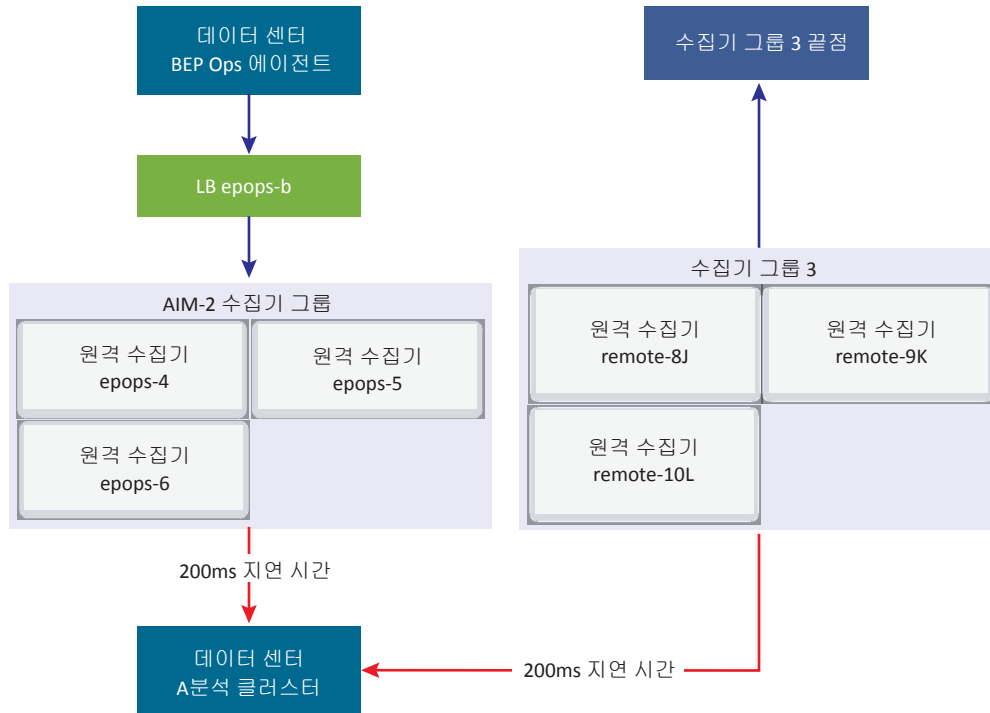 데이터 센터
BEP Ops 에이전트
수집기 그룹 3 끝점
LB epops-b
AIM-2 수집기 그룹
원격 수집기
epops-4
원격 수집기
epops-5
원격 수집기
epops-6
수집기 그룹 3
원격 수집기
remote-8J
원격 수집기
remote-9K
원격 수집기
remote-10L
200ms 지연 시간
200ms 지연 시간
데이터 센터
A분석 클러스터